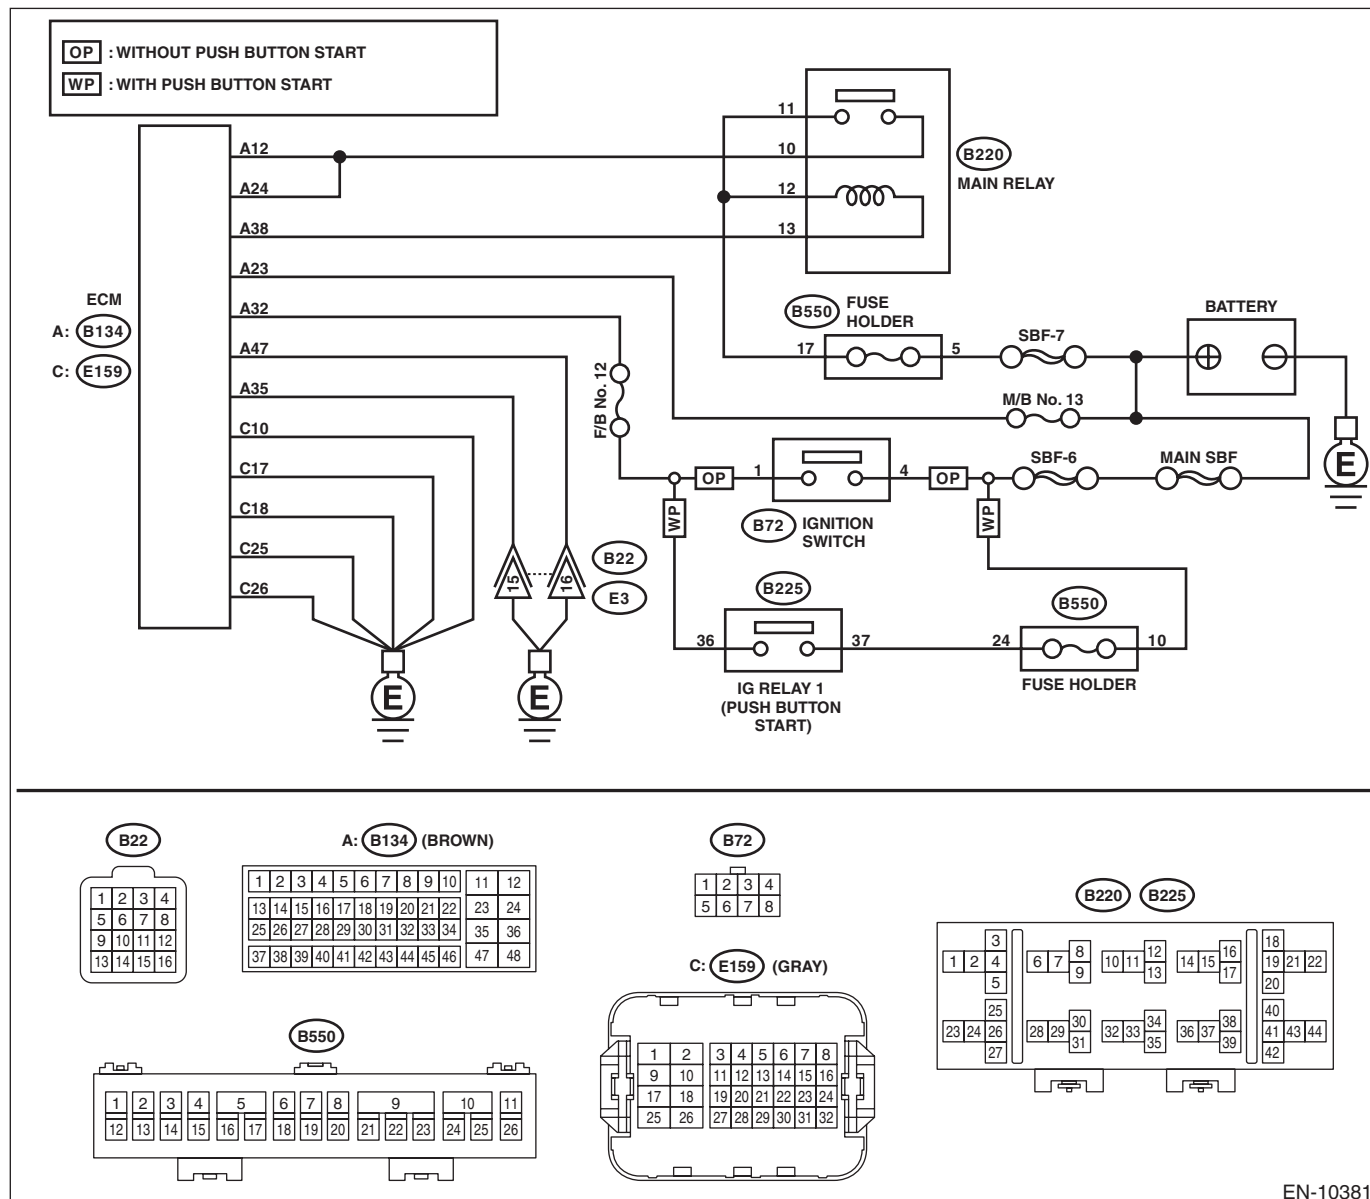 OP : WITHOUT PUSH BUTTON START
WP : WITH PUSH BUTTON START
11
A12
10
B220
MAIN RELAY
A24
12
A38
13
A23
ECM
A: B134
C: E159
B550
FUSE
HOLDER
BATTERY
A32
SBF-7
A47
17
5
F/B No. 12
A35
M/B No. 13
C10
SBF-6
MAIN SBF
E
C17
OP
1
4
OP
C18
WP
B72
IGNITION
SWITCH
WP
C25
B22
15
16
C26
E3
B225
B550
36
37
24
10
E
E
IG RELAY 1
(PUSH BUTTON
START)
FUSE HOLDER
B22
1 2 3 4
5 6 7 8
9 10 11 12
13 14 15 16
A: B134 (BROWN)
1 2 3 4 5 6 7 8 9 10 11 12
13 14 15 16 17 18 19 20 21 22 23 24
25 26 27 28 29 30 31 32 33 34 35 36
37 38 39 40 41 42 43 44 45 46 47 48
B72
1 2 3 4
5 6 7 8
B220 B225
3 8 12 16 18
1 2 4 6 7 10 11 14 15 19 21 22
5 9 13 17 20
25 30 34 38 40
23 24 26 28 29 32 33 36 37 41 43 44
27 31 35 39 42
C: E159 (GRAY)
1 2 3 4 5 6 7 8
9 10 11 12 13 14 15 16
17 18 19 20 21 22 23 24
25 26 27 28 29 30 31 32
B550
1 2 3 4 5 6 7 8 9 10 11
12 13 14 15 16 17 18 19 20 21 22 23 24 25 26
EN-10381